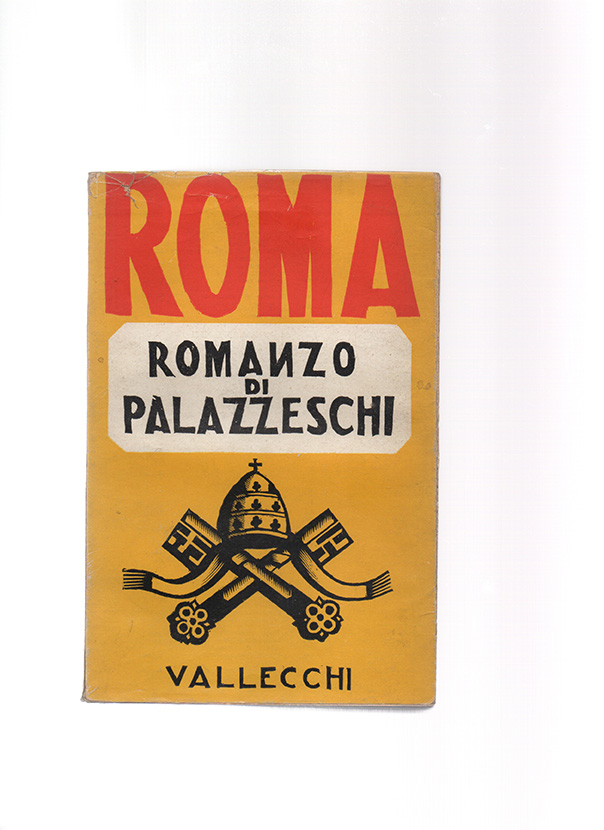 ROMA
ROMANZO
DI
PALAZZESCHI
VALLECCHI